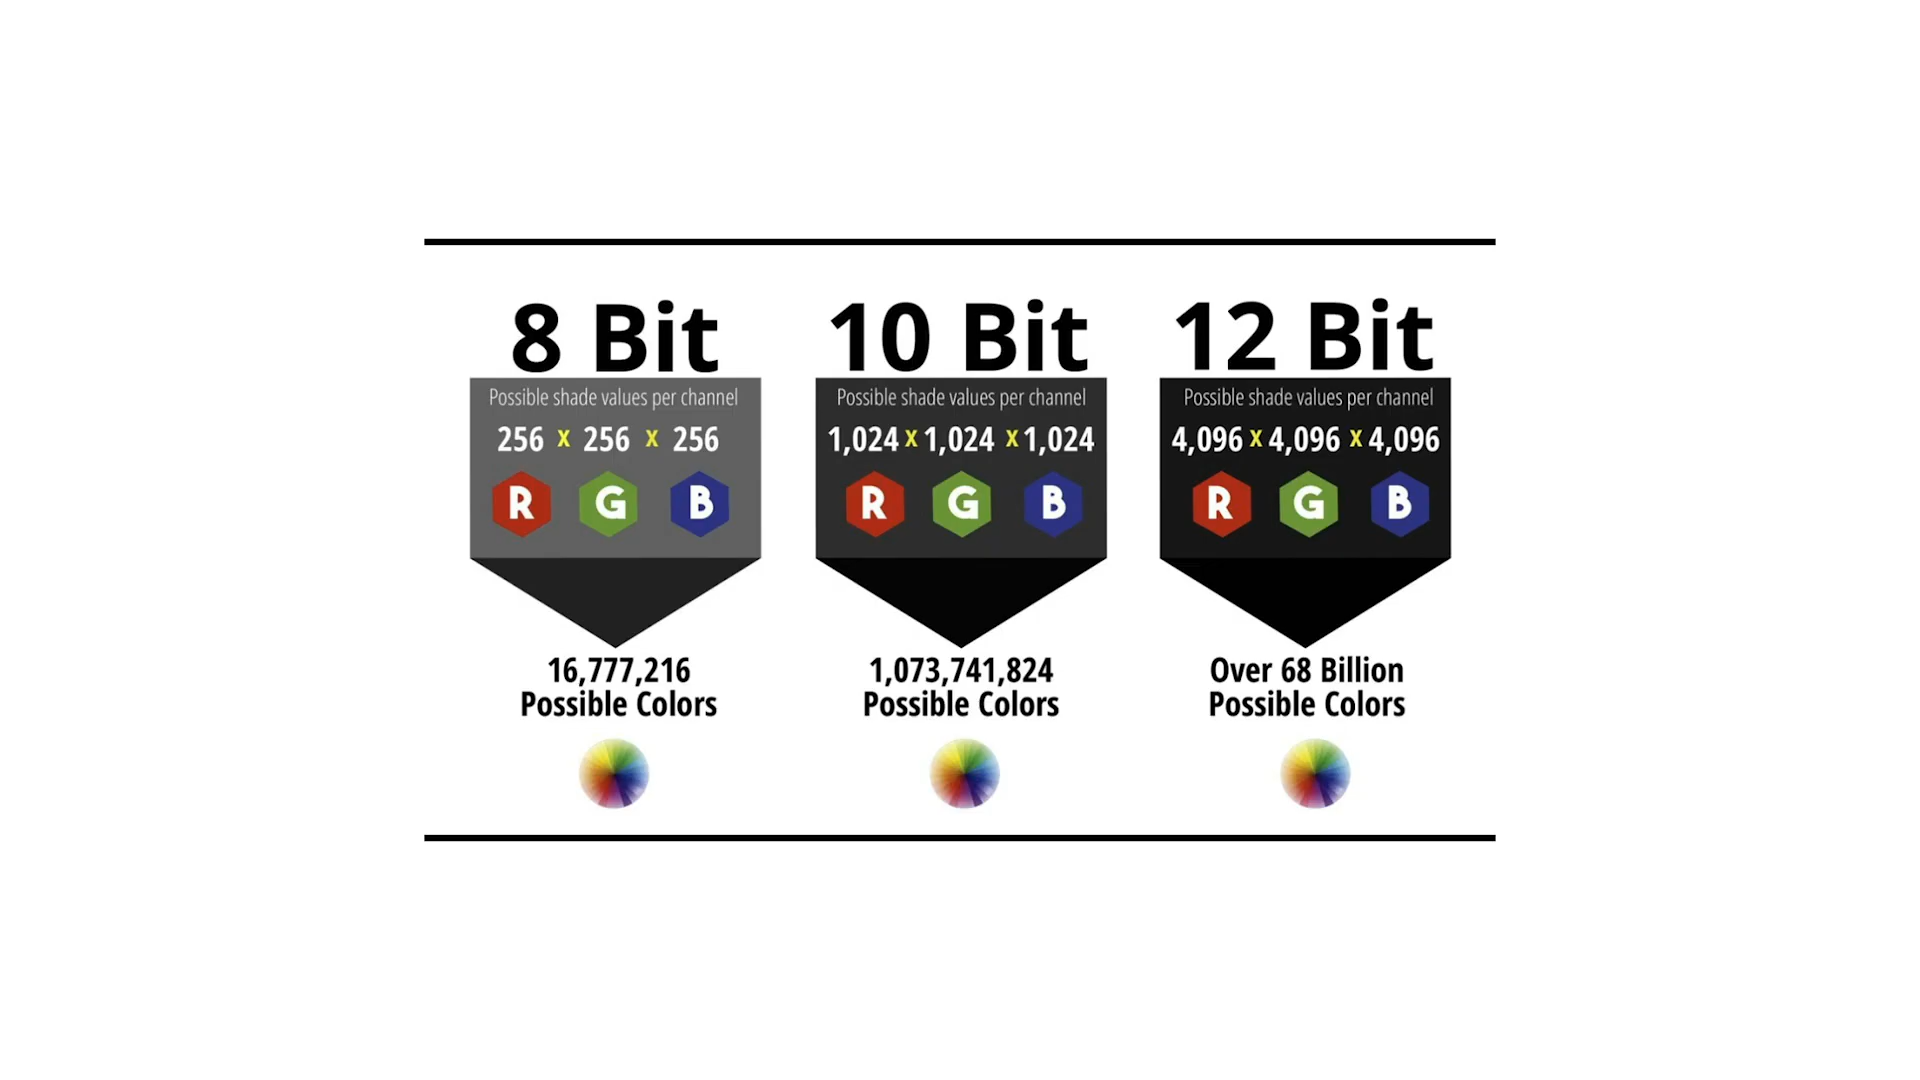 8 Bit
Possible shade values per channel
256 x 256 x 256
R G B
16,777,216
Possible Colors
10 Bit
Possible shade values per channel
1,024 x 1,024 x 1,024
R G B
1,073,741,824
Possible Colors
12 Bit
Possible shade values per channel
4,096 x 4,096 x 4,096
R G B
Over 68 Billion
Possible Colors